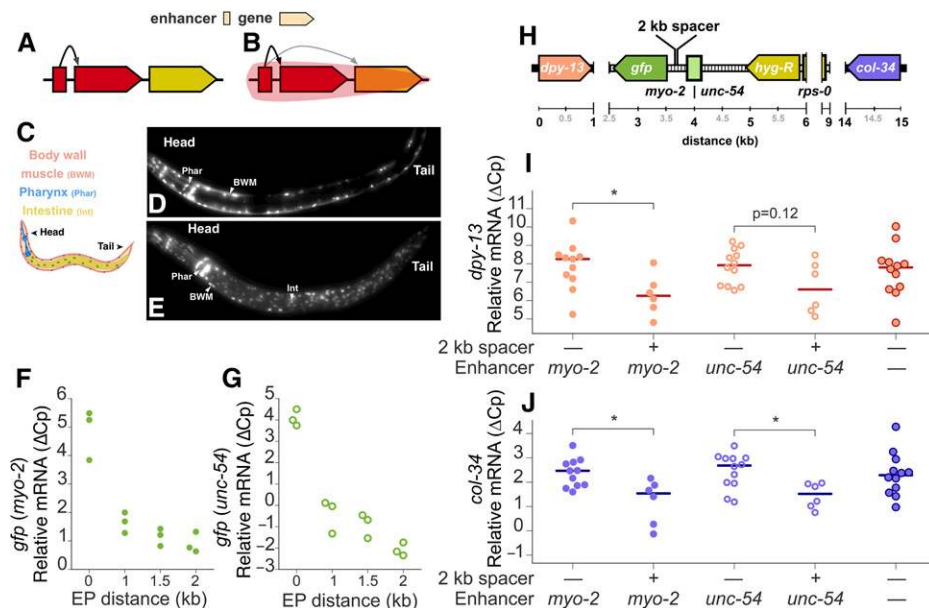 enhancer gene
A
B
C
Body wall
muscle (BWM)
Pharynx (Phar)
Intestine (Int)
Head
Tail
Head
Phar
BWM
Tail
D
Head
Phar
BWM
Int
Tail
E
F
gfp (myo-2)
Relative mRNA (ΔCp)
6
5
4
3
2
1
0
0 1 1.5 2
EP distance (kb)
G
gfp (unc-54)
Relative mRNA (ΔCp)
5
4
3
2
1
0
−1
−2
−3
0 1 1.5 2
EP distance (kb)
H
2 kb spacer
dpy-13 gfp hyg-R col-34
myo-2 | unc-54 rps-0
0 0.5 1 2.5 3 4 5 6 9 14 14.5 15
distance (kb)
I
dpy-13
Relative mRNA (ΔCp)
11
10
9
8
7
6
5
* p=0.12
2 kb spacer — + — +
Enhancer myo-2 myo-2 unc-54 unc-54 —
J
col-34
Relative mRNA (ΔCp)
5
4
3
2
1
0
−1
* *
2 kb spacer — + — +
Enhancer myo-2 myo-2 unc-54 unc-54 —